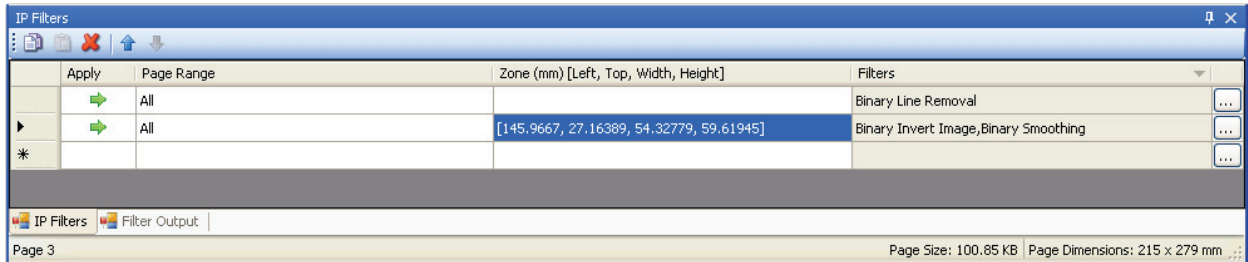 IP Filters
Apply Page Range Zone (mm) [Left, Top, Width, Height] Filters
All Binary Line Removal ...
All [145.9667, 27.16389, 54.32779, 59.61945] Binary Invert Image,Binary Smoothing ...
...
IP Filters Filter Output
Page 3 Page Size: 100.85 KB Page Dimensions: 215 x 279 mm